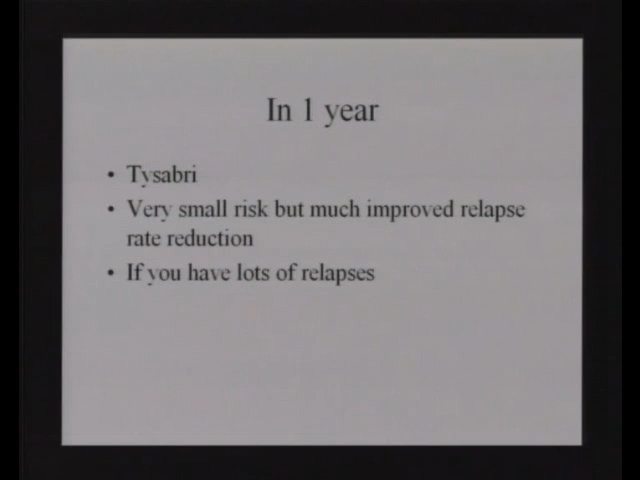 In 1 year
• Tysabri
• Very small risk but much improved relapse
rate reduction
• If you have lots of relapses